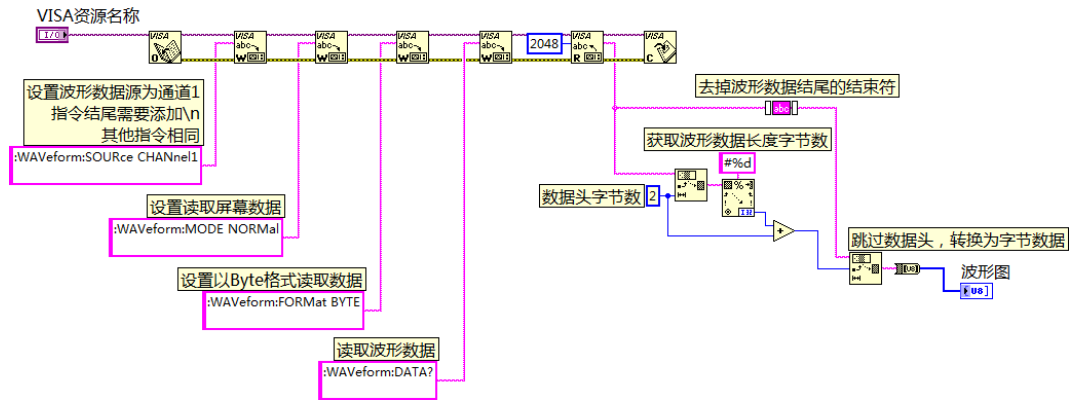 VISA资源名称
I/O
VISA
abc
VISA
abc
VISA
abc
VISA
abc
VISA
abc
VISA
O
W
W
W
W
2048
R
C
设置波形数据源为通道1
指令结尾需要添加\n
其他指令相同
:WAVeform:SOURce CHANnel1
去掉波形数据结尾的结束符
abc
获取波形数据长度字节数
#%d
设置读取屏幕数据
:WAVeform:MODE NORMal
数据头字节数
2
%
I32
+
跳过数据头，转换为字节数据
[U8]
波形图
U8]
设置以Byte格式读取数据
:WAVeform:FORMat BYTE
读取波形数据
:WAVeform:DATA?